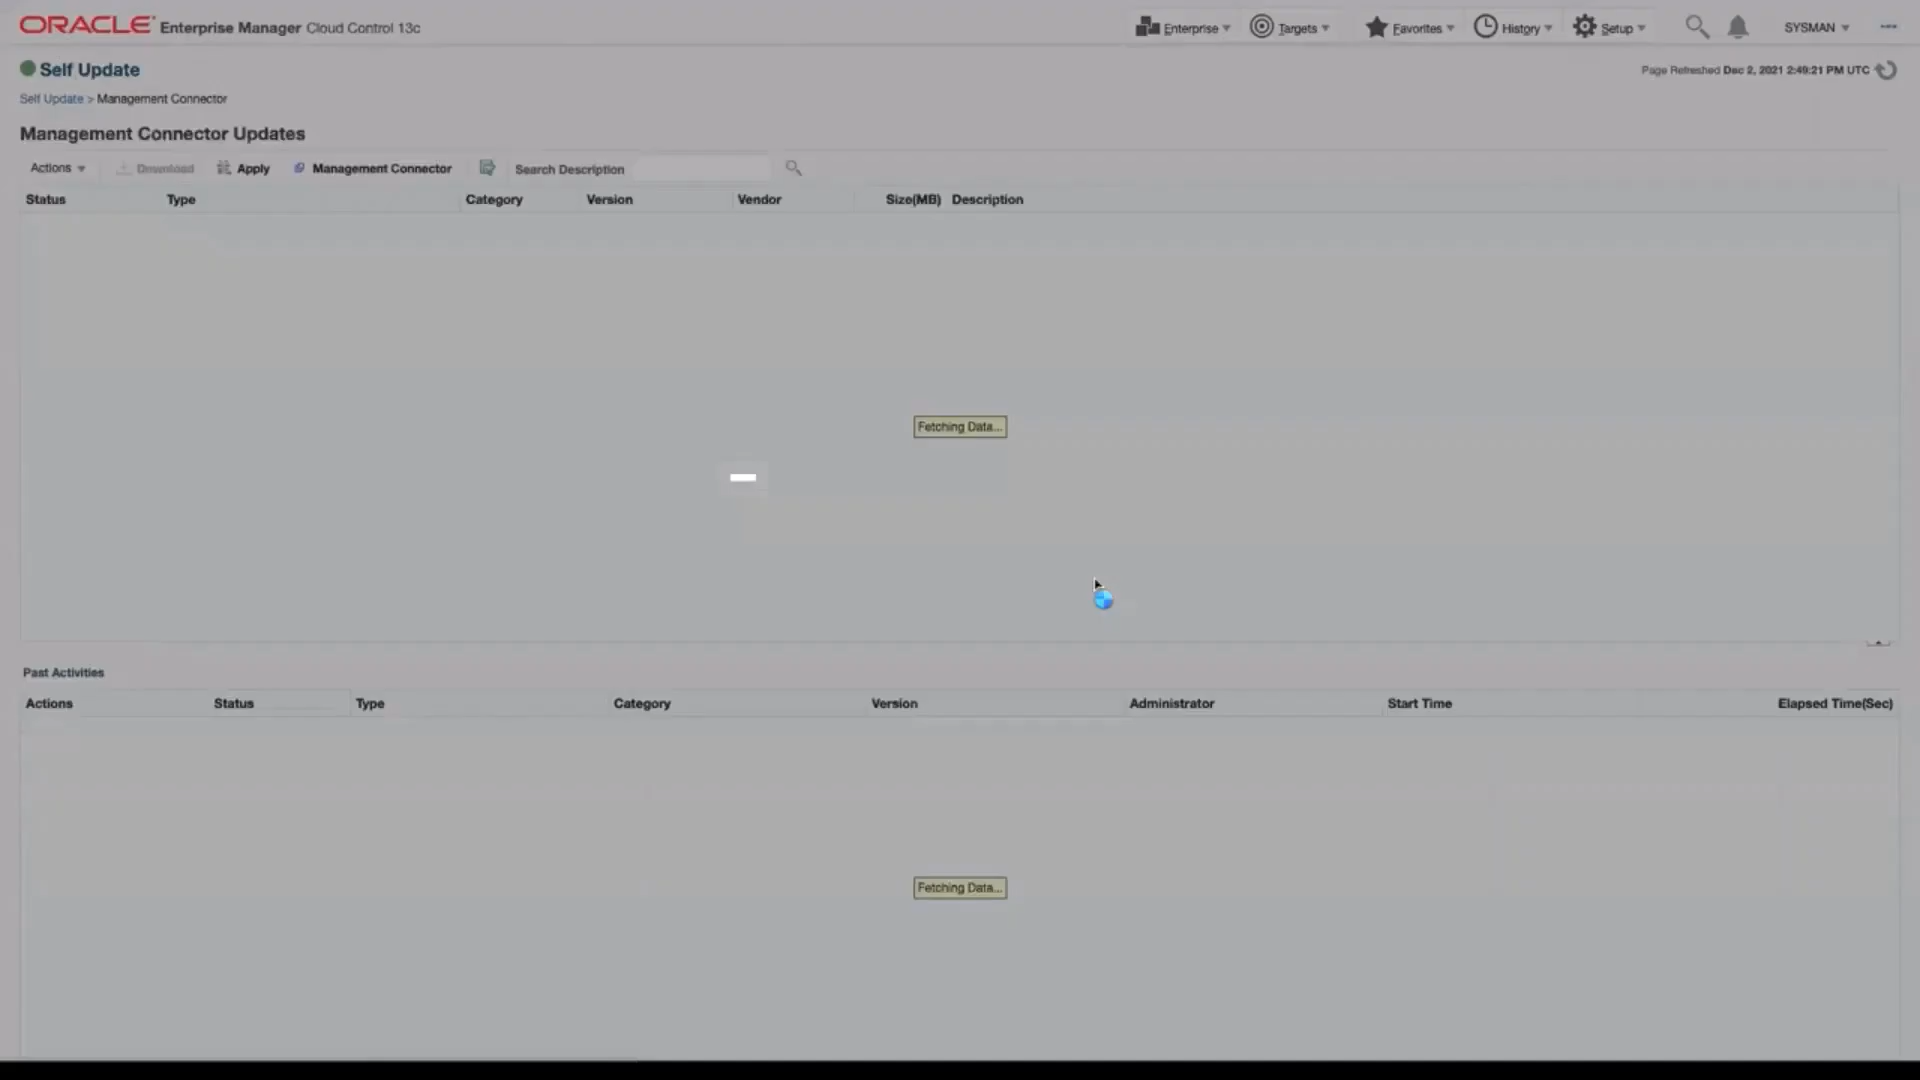 ORACLE Enterprise Manager Cloud Control 13c
Enterprise Targets Favorites History Setup SYSMAN
Self Update
Page Refreshed Dec 2, 2021 2:49:21 PM UTC
Self Update > Management Connector
Management Connector Updates
Actions Download Apply Management Connector Search Description
Status Type Category Version Vendor Size(MB) Description
Fetching Data...
Past Activities
Actions Status Type Category Version Administrator Start Time Elapsed Time(Sec)
Fetching Data...